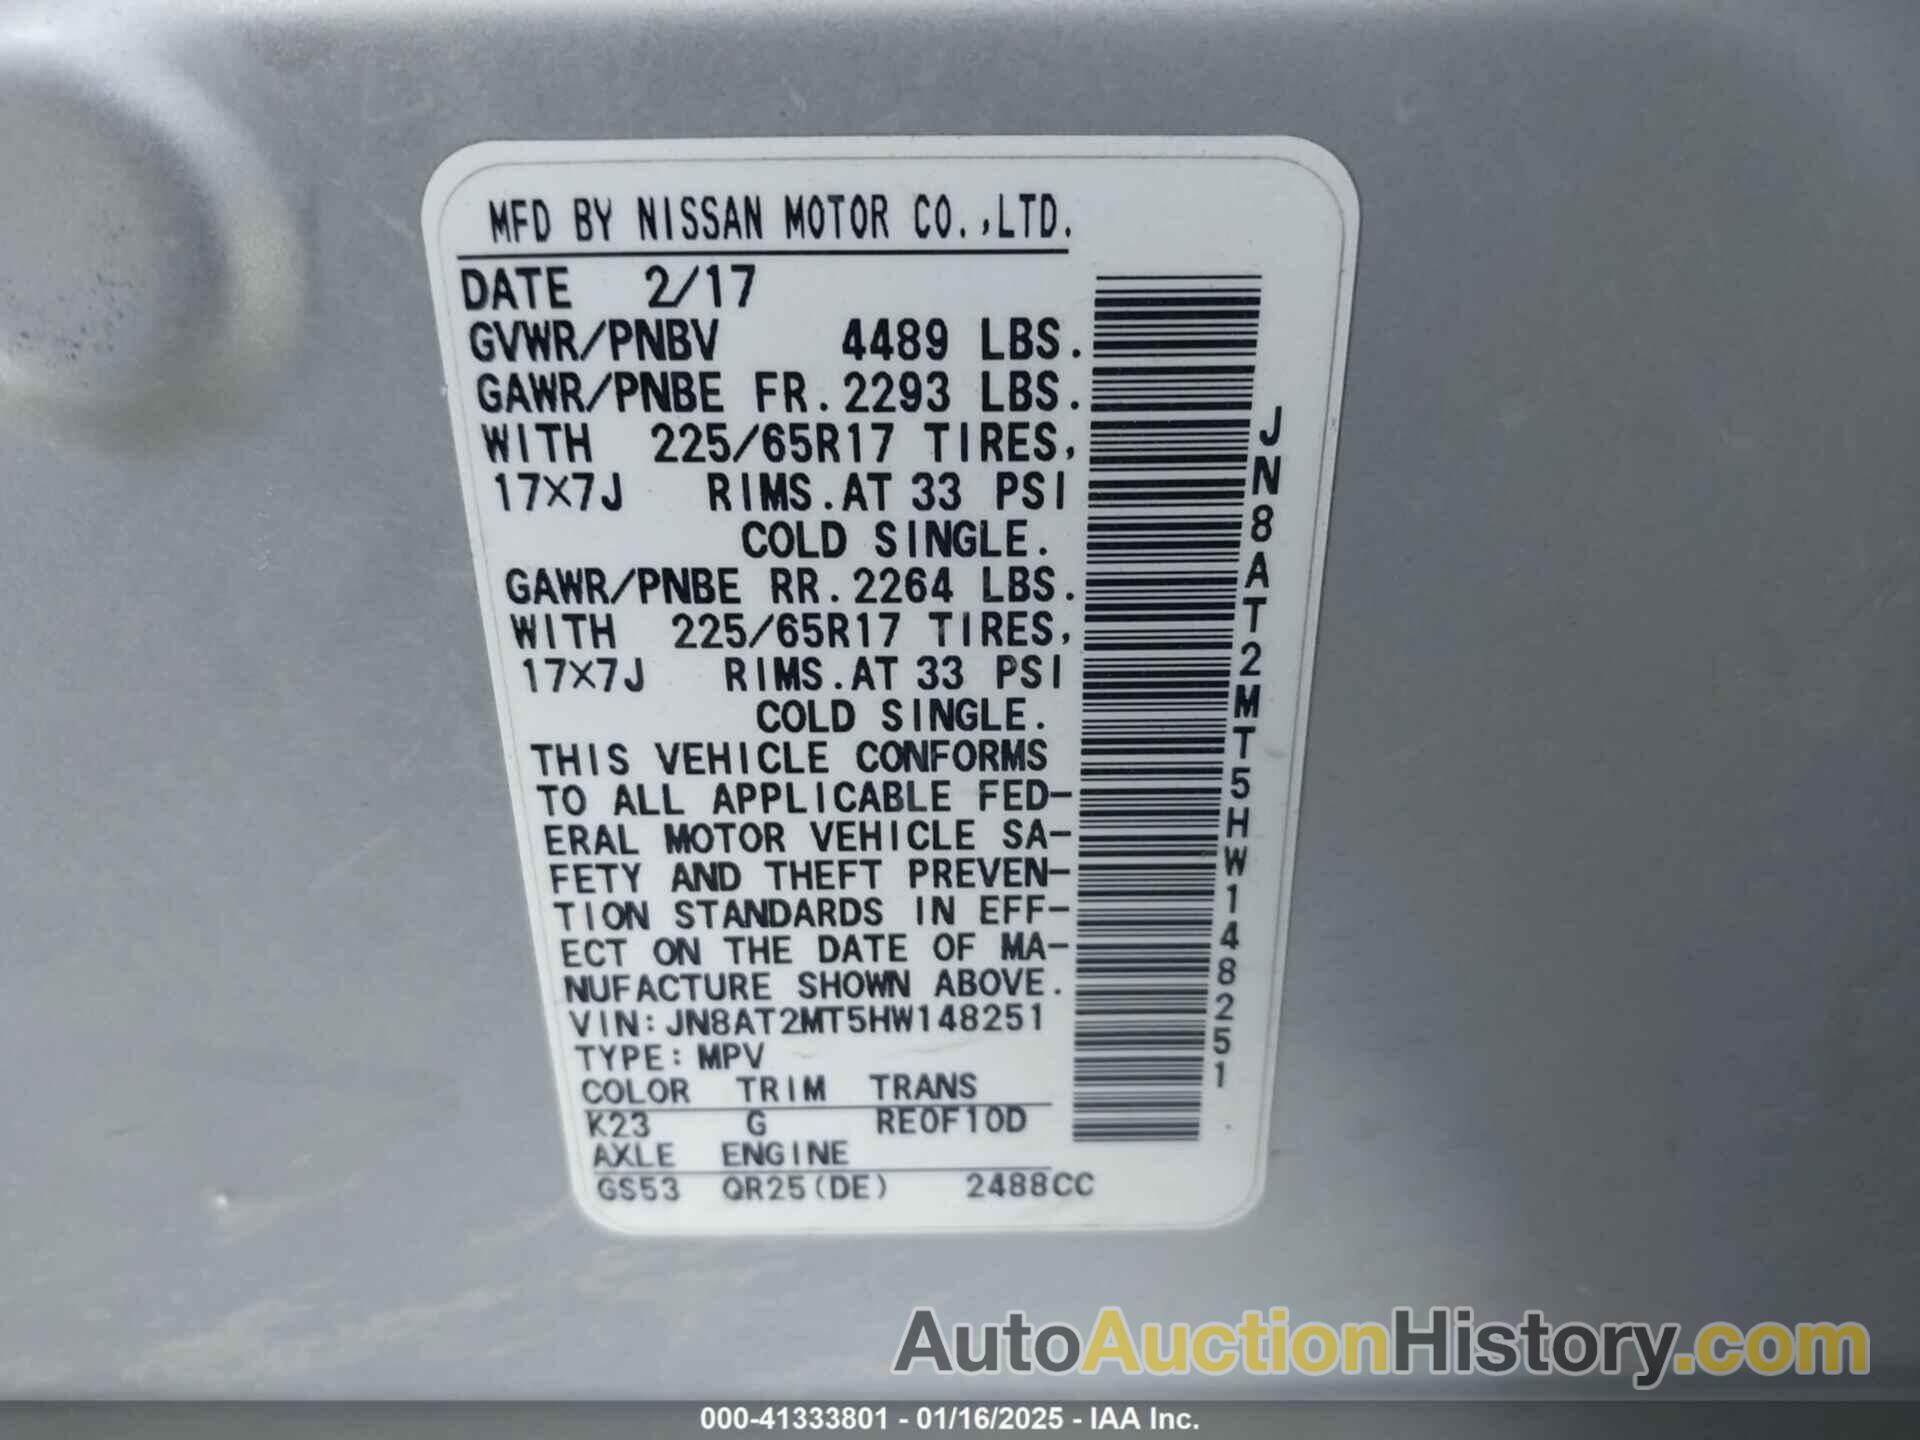 MFD BY NISSAN MOTOR CO.,LTD.
DATE 2/17
GVWR/PNBV 4489 LBS.
GAWR/PNBE FR. 2293 LBS.
WITH 225/65R17 TIRES,
17X7J RIMS. AT 33 PSI
COLD SINGLE.
GAWR/PNBE RR. 2264 LBS.
WITH 225/65R17 TIRES,
17X7J RIMS. AT 33 PSI
COLD SINGLE.
THIS VEHICLE CONFORMS
TO ALL APPLICABLE FED-
ERAL MOTOR VEHICLE SA-
FETY AND THEFT PREVEN-
TION STANDARDS IN EFF-
ECT ON THE DATE OF MA-
NUFACTURE SHOWN ABOVE.
VIN: JN8AT2MT5HW148251
TYPE: MPV
COLOR TRIM TRANS
K23 G RE0F10D
AXLE ENGINE
GS53 QR25(DE) 2488CC
JN8AT2MT5HW148251
AutoAuctionHistory.com
000-41333801 - 01/16/2025 - IAA Inc.